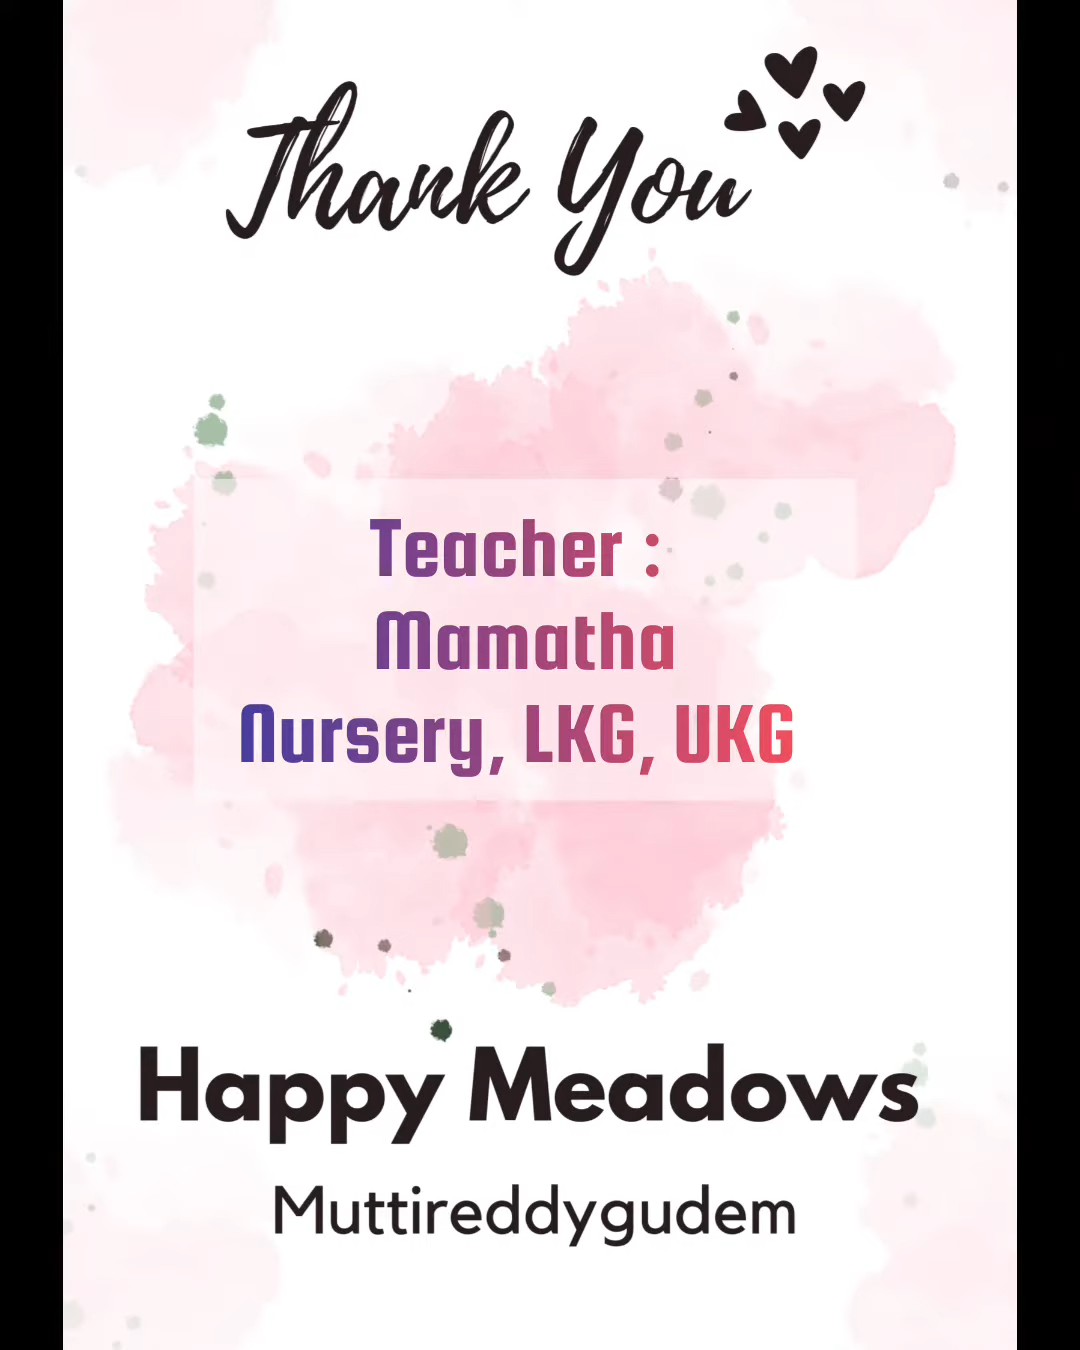 Thank You
Teacher :
Mamatha
Nursery, LKG, UKG
Happy Meadows
Muttireddygudem